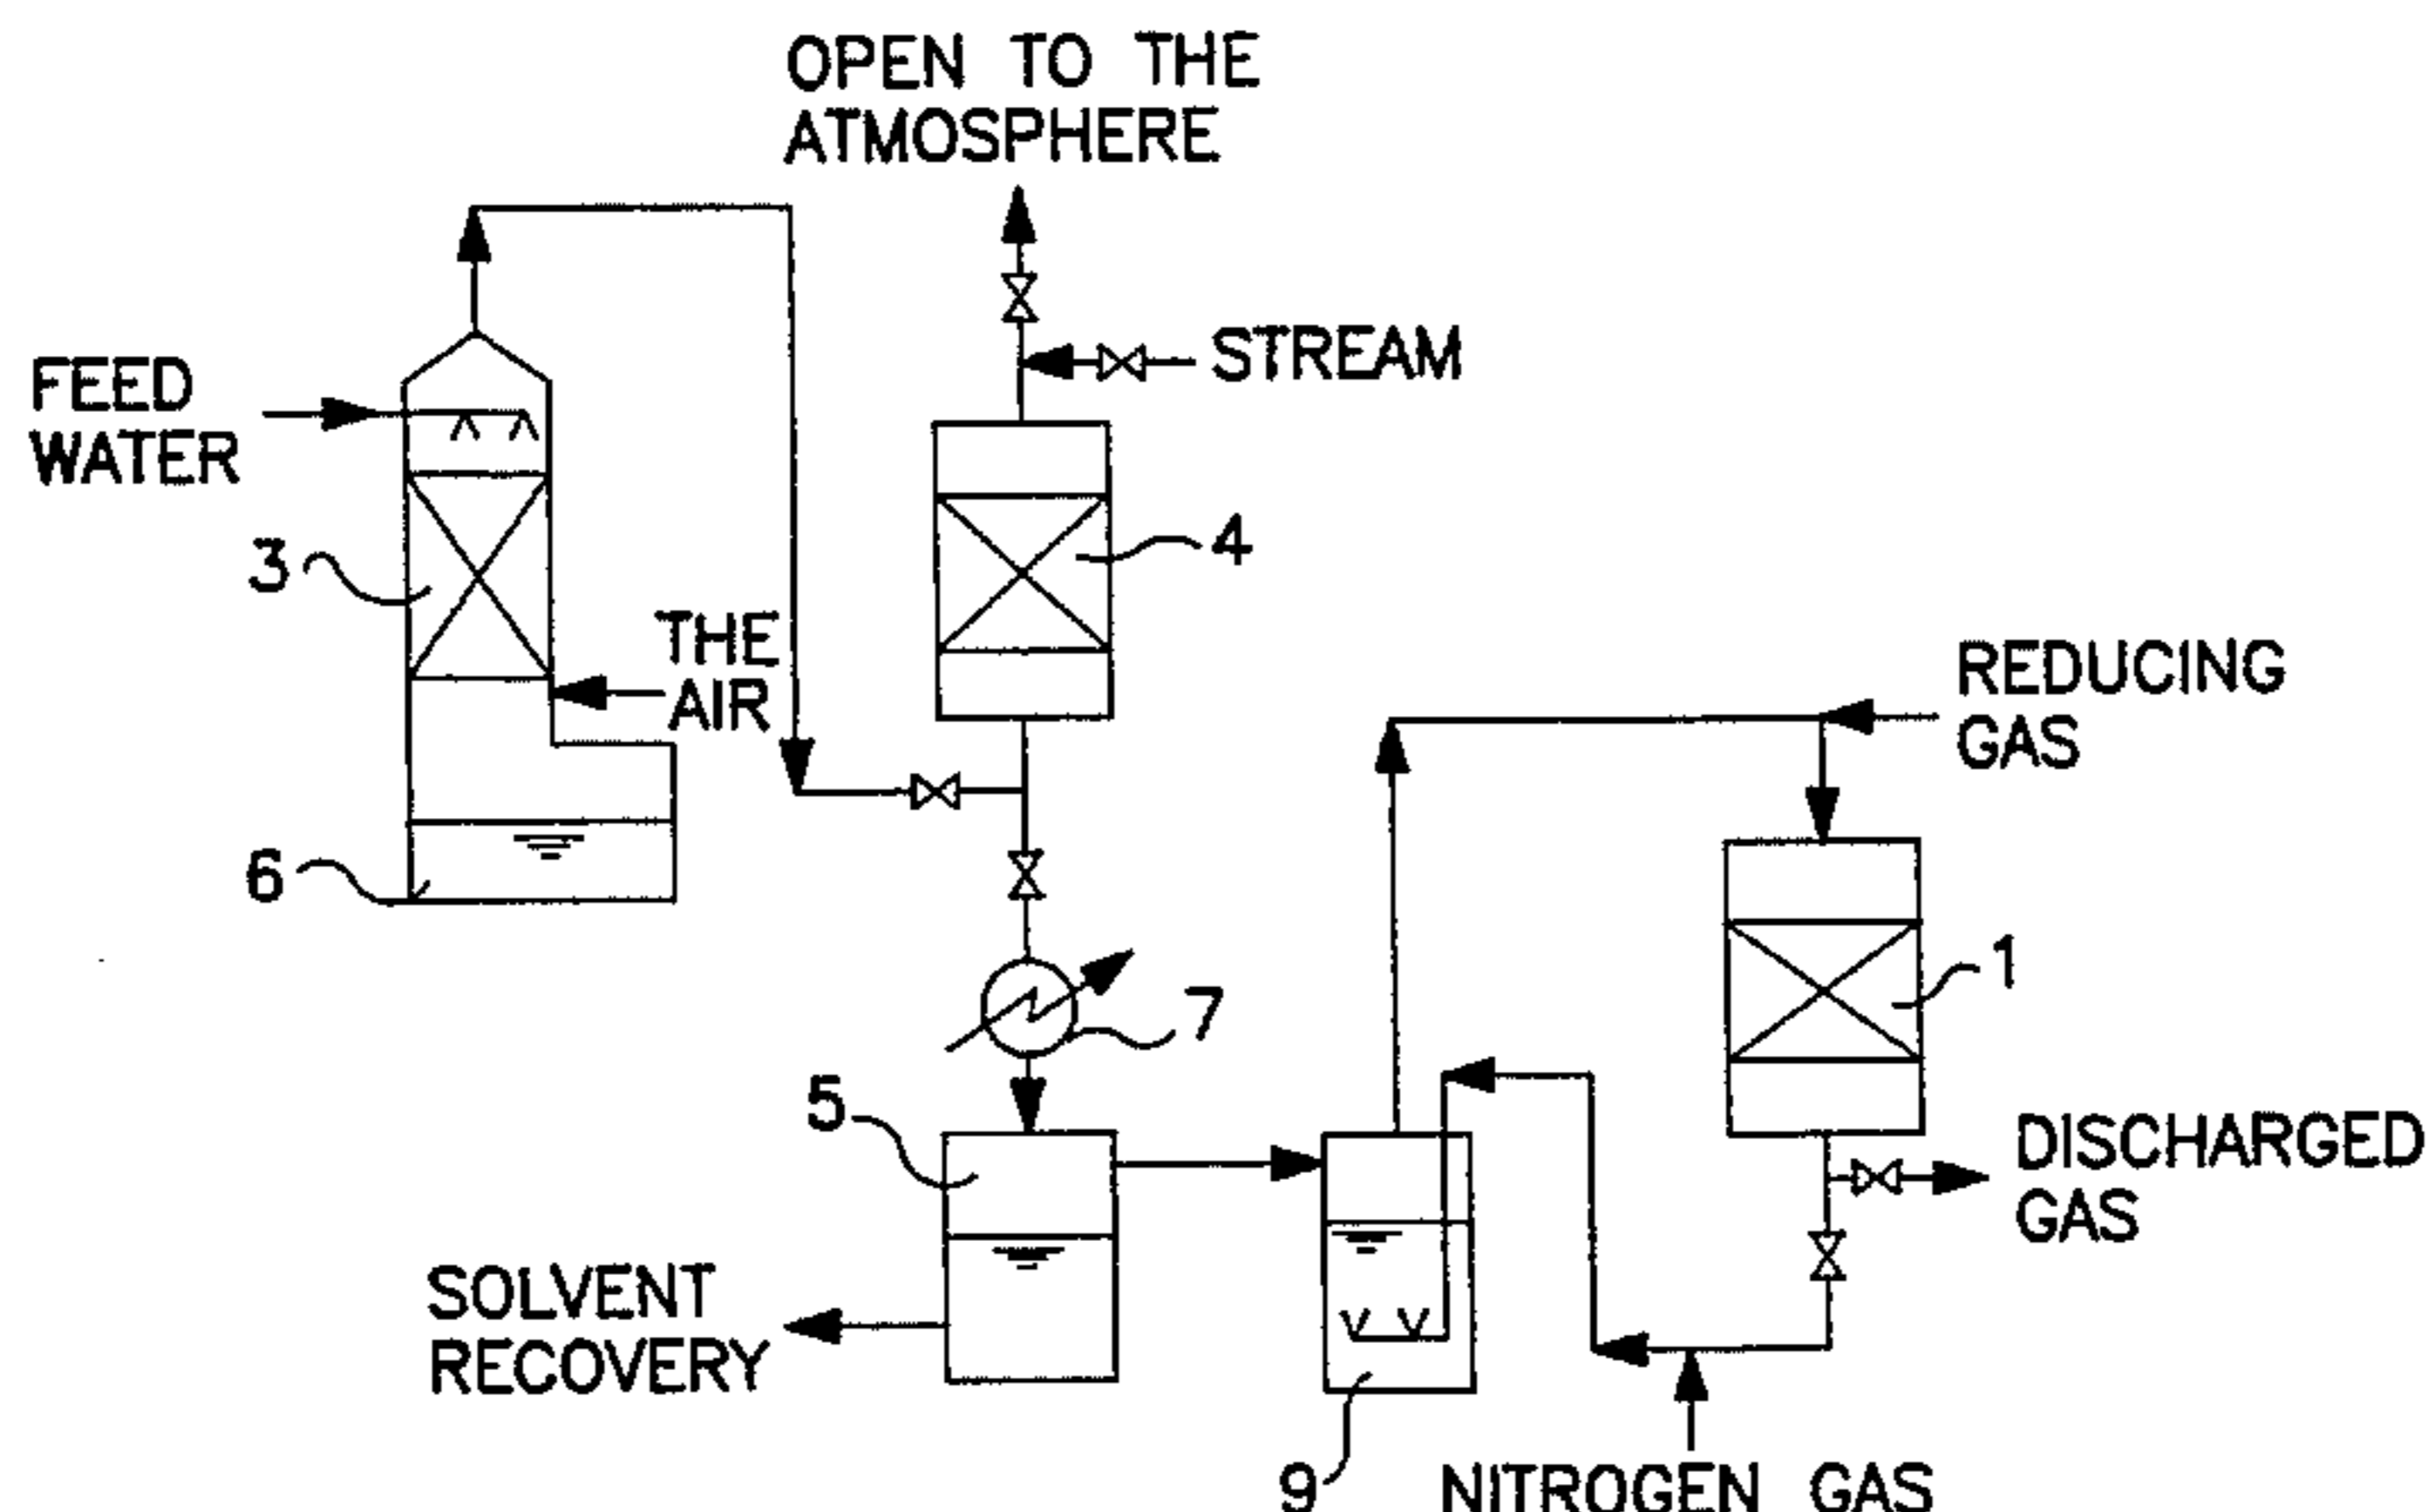 OPEN TO THE
ATMOSPHERE
STREAM
FEED
WATER
3
4
THE
AIR
REDUCING
GAS
6
1
7
5
DISCHARGED
GAS
SOLVENT
RECOVERY
9
NITROGEN GAS